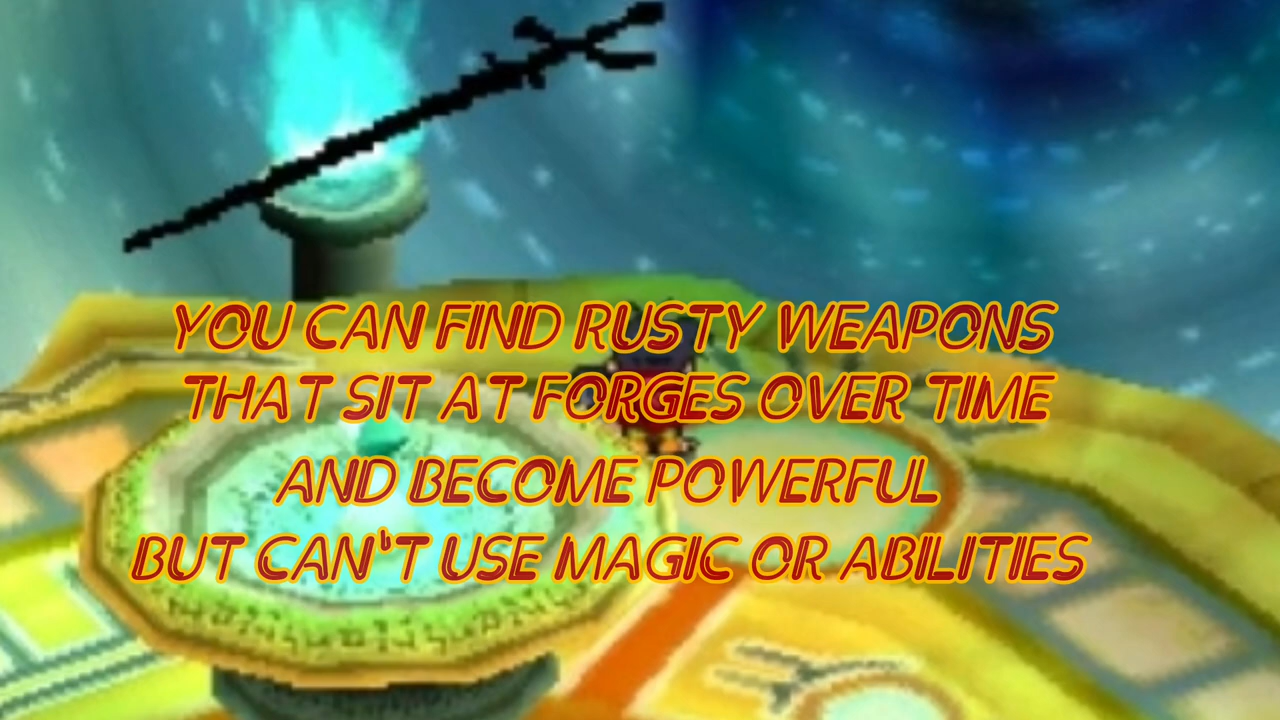 YOU CAN FIND RUSTY WEAPONS
THAT SIT AT FORGES OVER TIME
AND BECOME POWERFUL
BUT CAN'T USE MAGIC OR ABILITIES